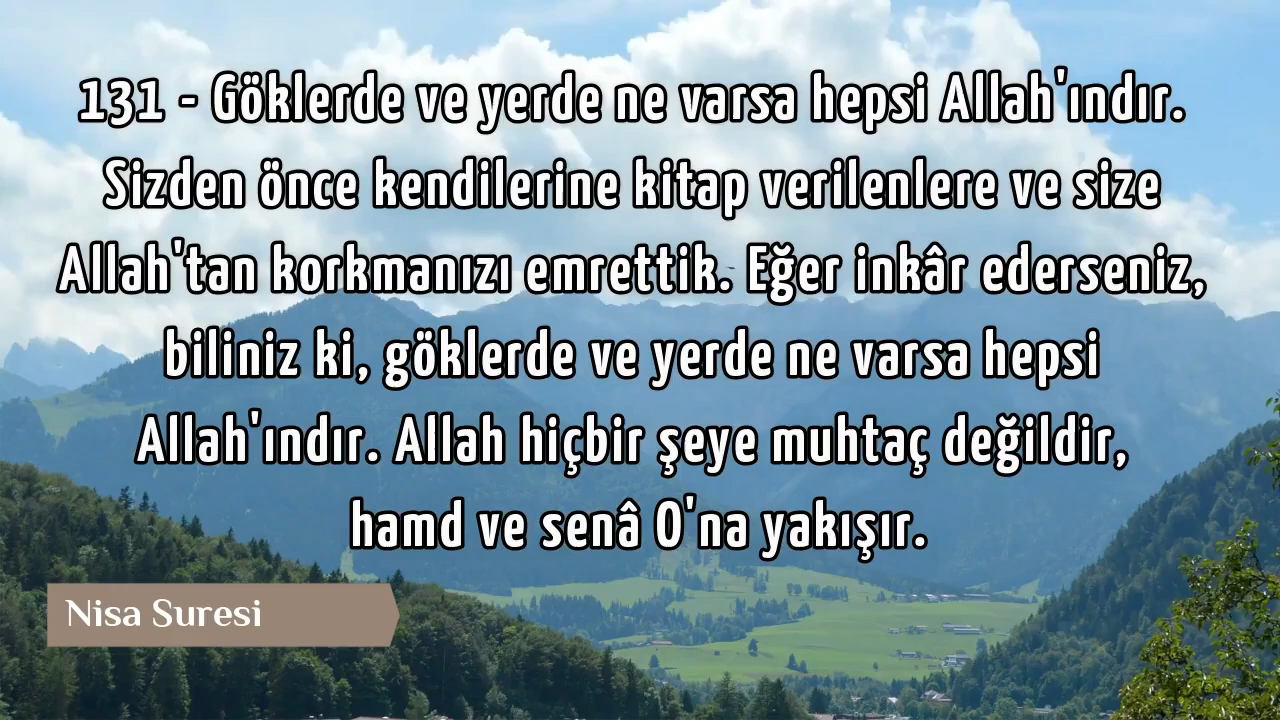 131 - Göklerde ve yerde ne varsa hepsi Allah'ındır.
Sizden önce kendilerine kitap verilenlere ve size
Allah'tan korkmanızı emrettik. Eğer inkâr ederseniz,
biliniz ki, göklerde ve yerde ne varsa hepsi
Allah'ındır. Allah hiçbir şeye muhtaç değildir,
hamd ve senâ O'na yakışır.
Nisa Suresi